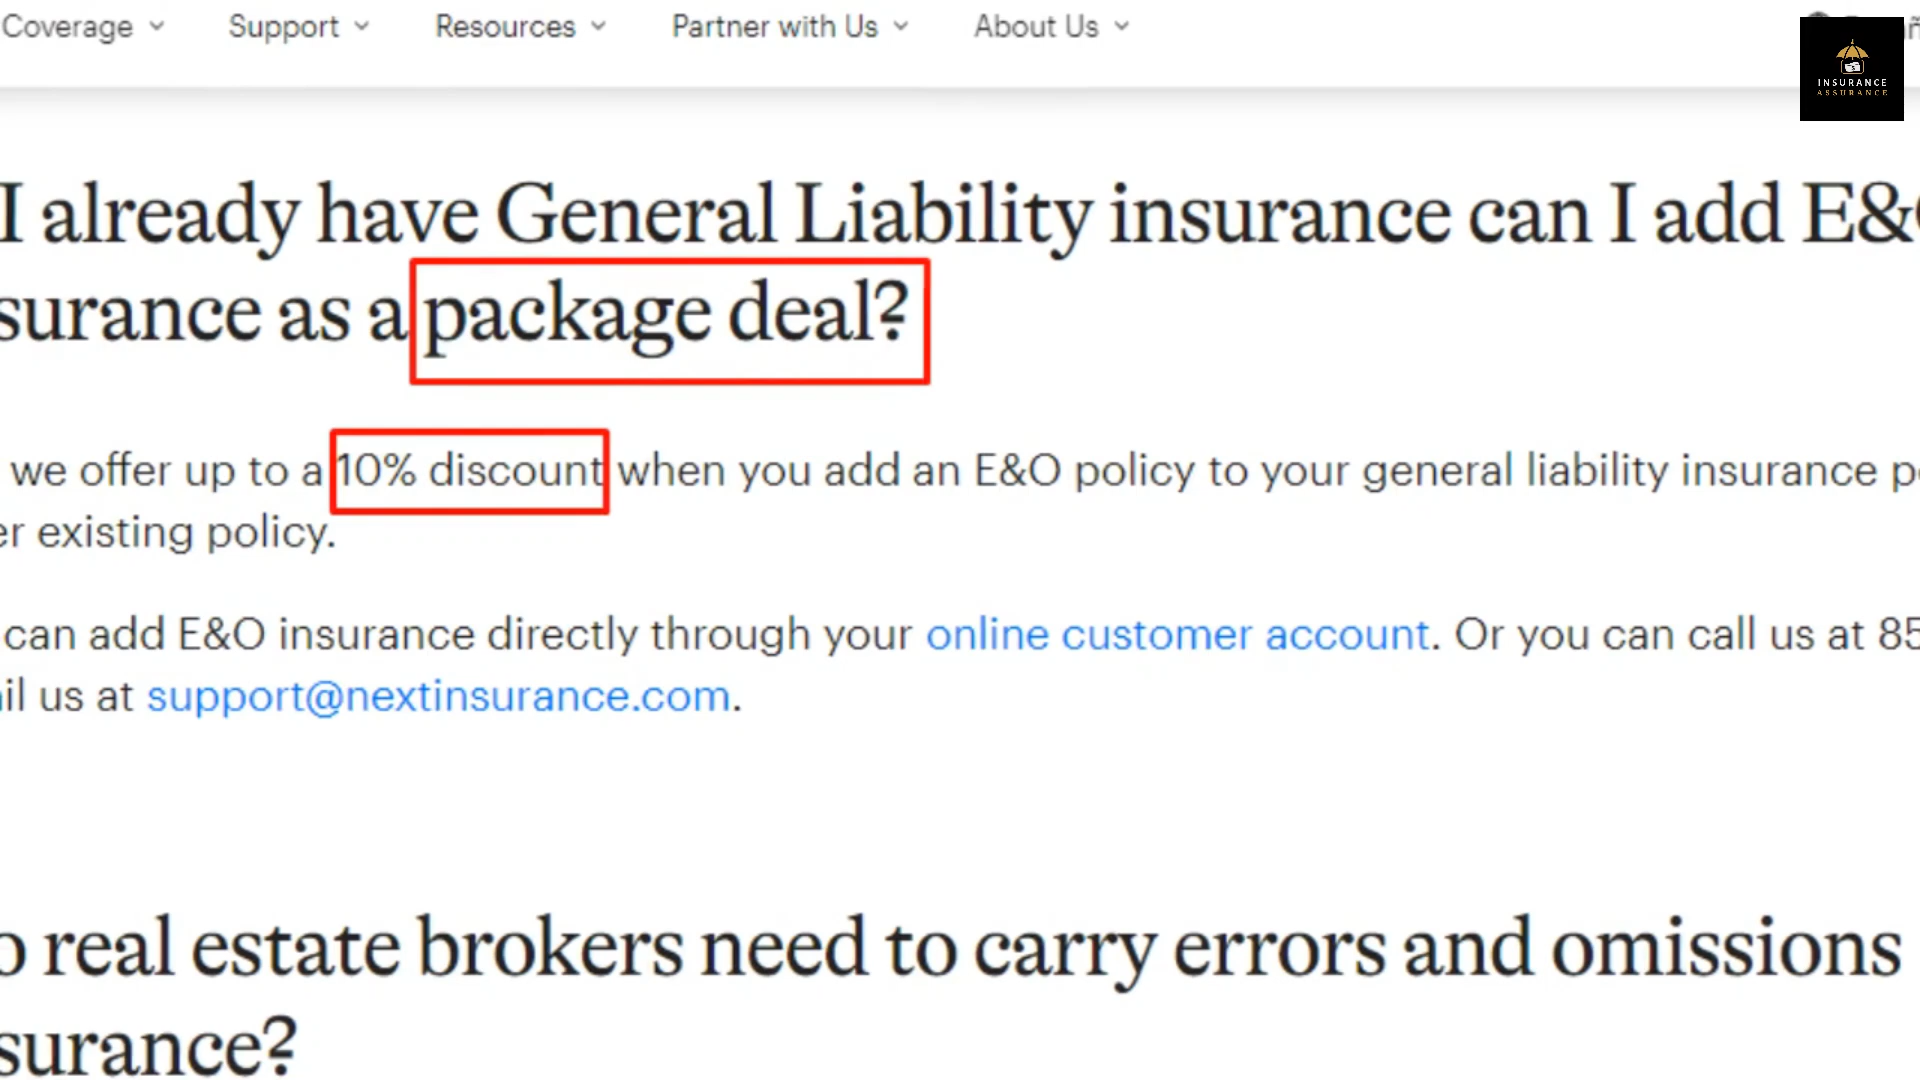 Coverage Support Resources Partner with Us About Us
INSURANCE
ASSURANCE
I already have General Liability insurance can I add E&
surance as a package deal?
we offer up to a 10% discount when you add an E&O policy to your general liability insurance p
er existing policy.
can add E&O insurance directly through your online customer account. Or you can call us at 85
il us at support@nextinsurance.com.
o real estate brokers need to carry errors and omissions
surance?